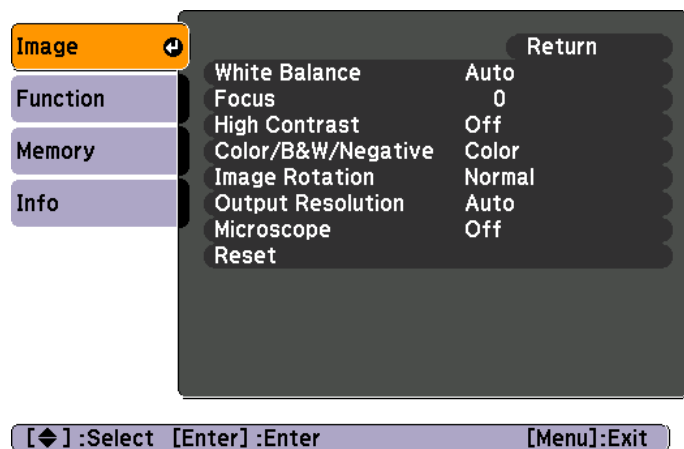 Image
Function
Memory
Info
Return
White Balance Auto
Focus 0
High Contrast Off
Color/B&W/Negative Color
Image Rotation Normal
Output Resolution Auto
Microscope Off
Reset
[◆] :Select [Enter] :Enter [Menu]:Exit